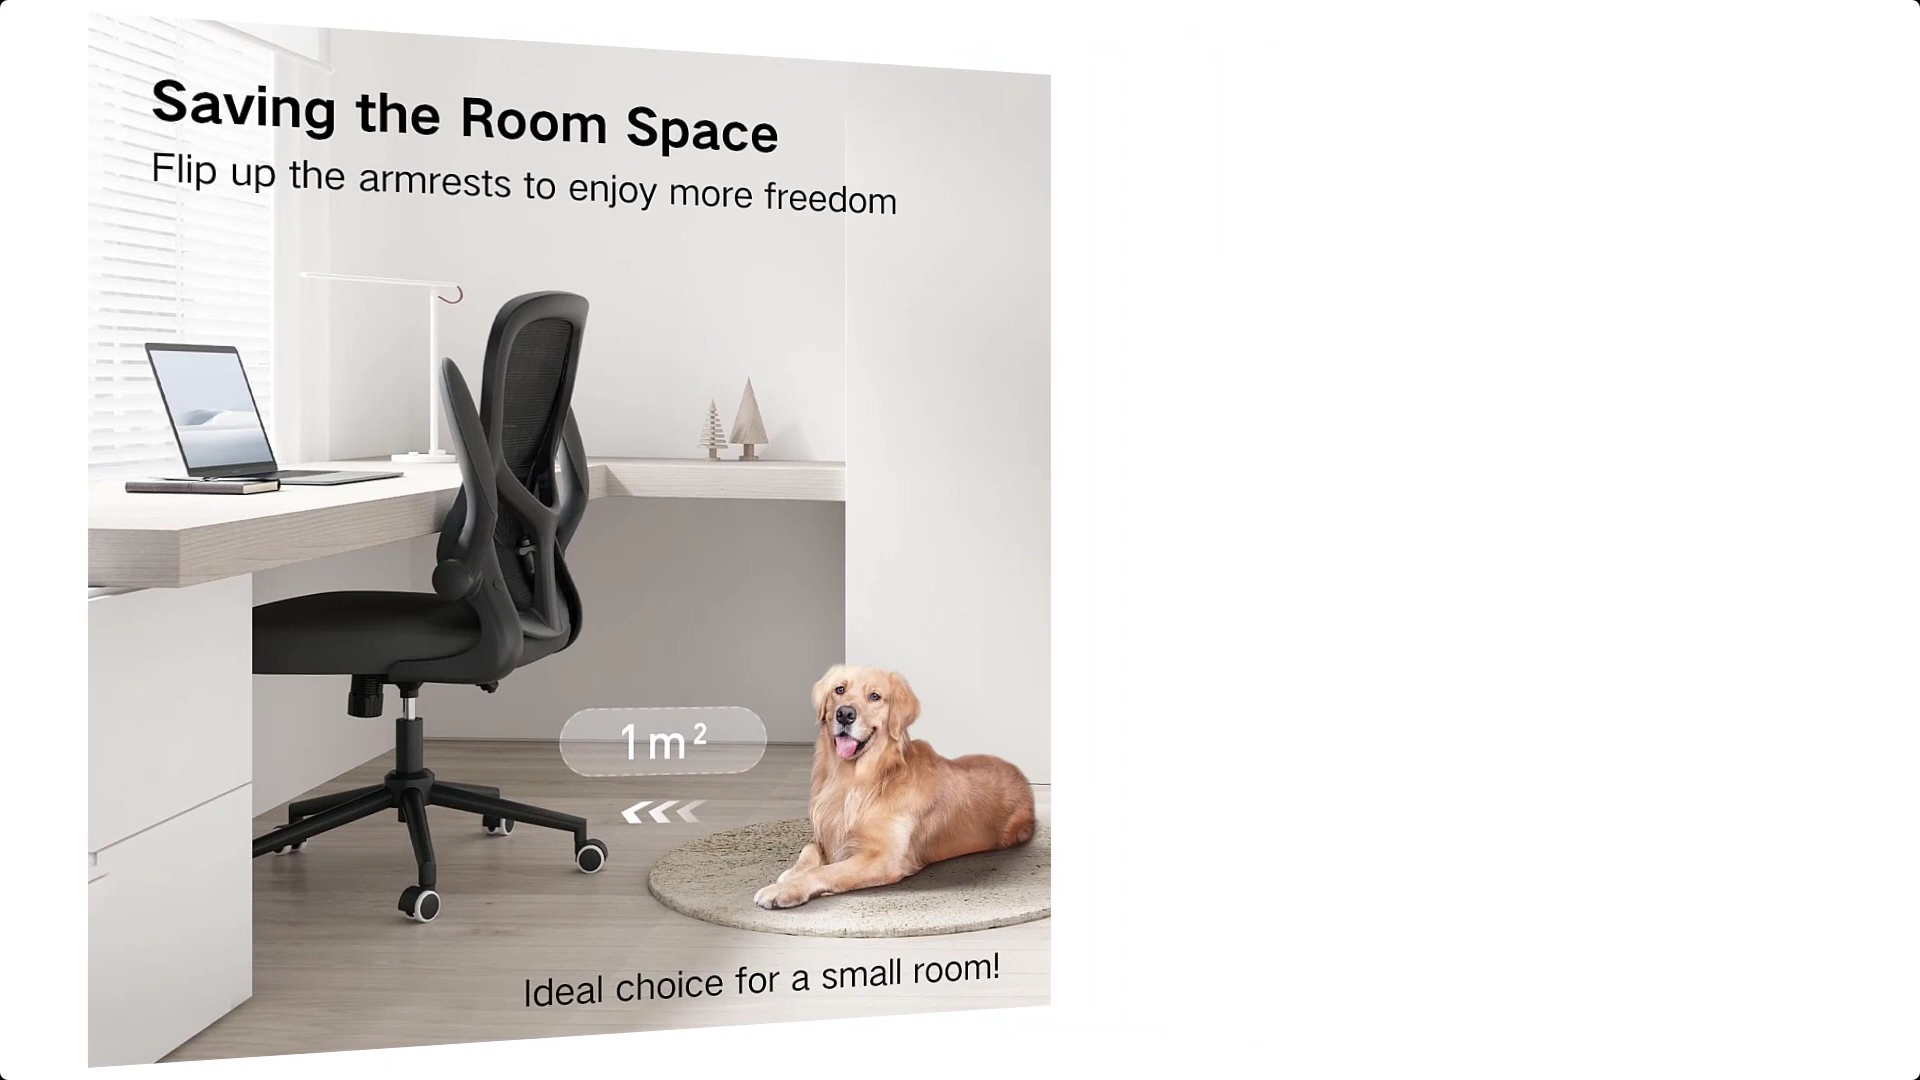 Saving the Room Space
Flip up the armrests to enjoy more freedom
1m²
Ideal choice for a small room!